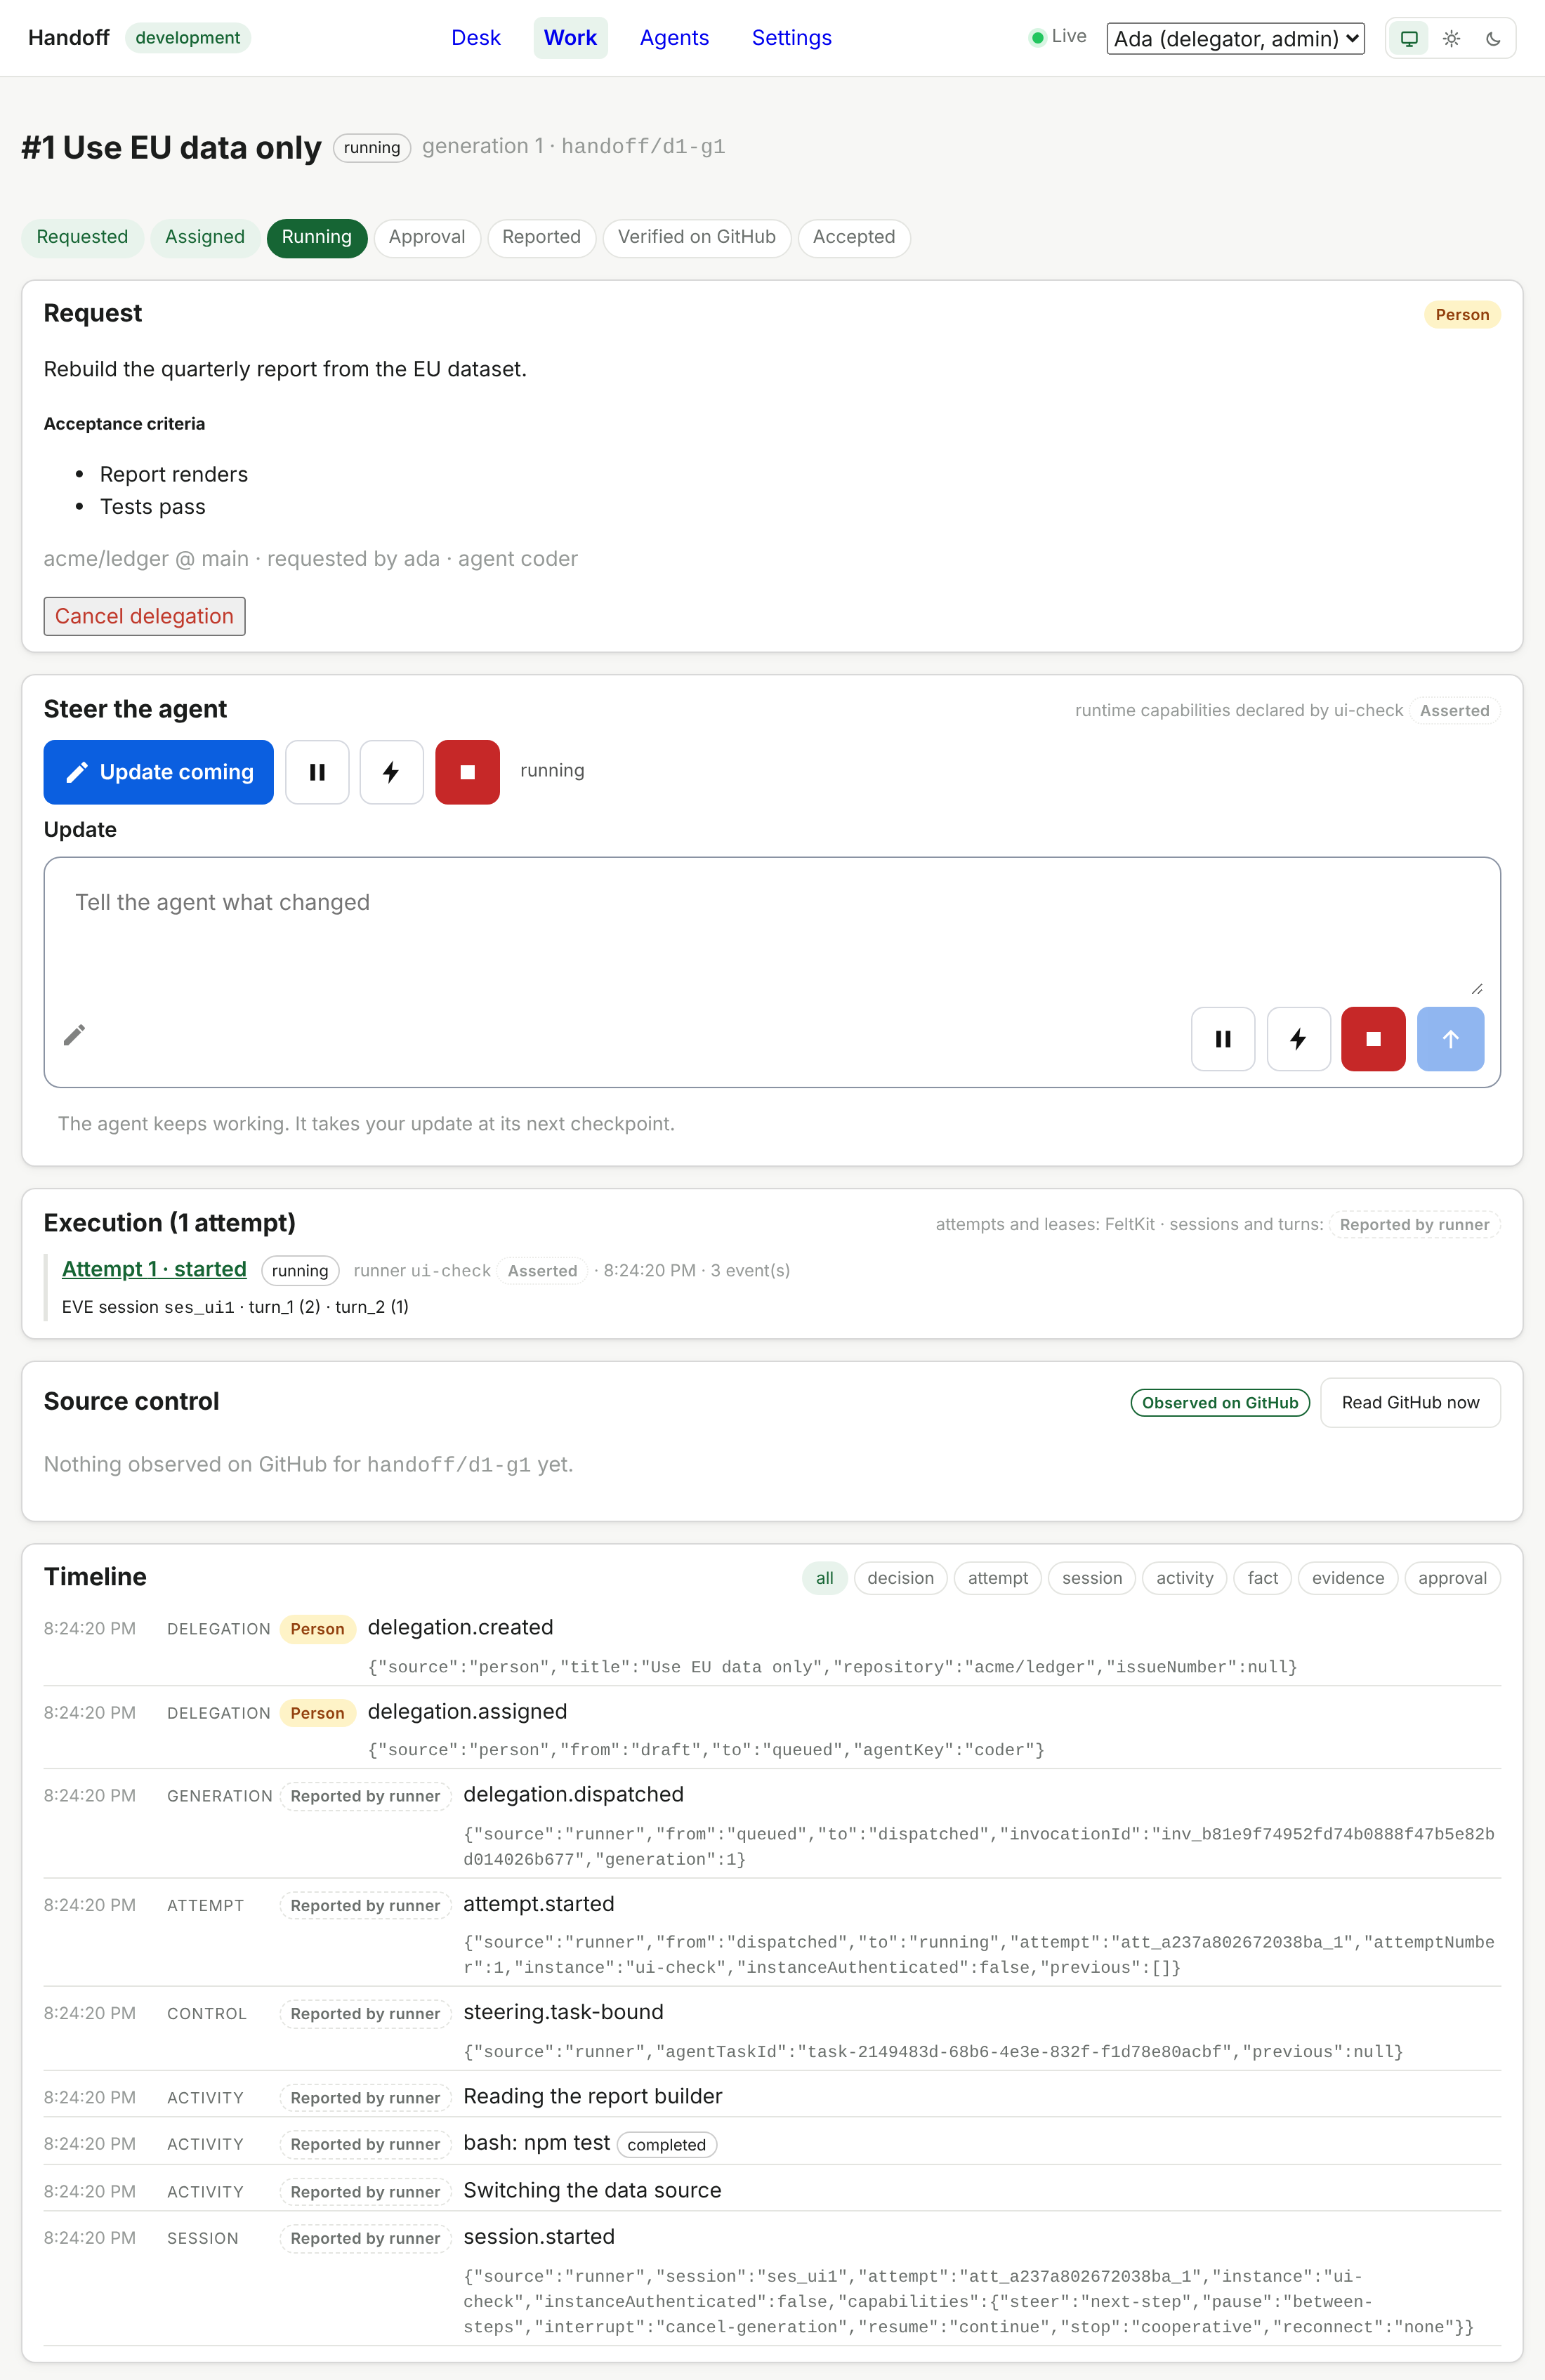 Handoff development Desk Work Agents Settings Live Ada (delegator, admin)
#1 Use EU data only running generation 1 · handoff/d1-g1
Requested Assigned Running Approval Reported Verified on GitHub Accepted
Request Person
Rebuild the quarterly report from the EU dataset.
Acceptance criteria
• Report renders
• Tests pass
acme/ledger @ main · requested by ada · agent coder
Cancel delegation
Steer the agent runtime capabilities declared by ui-check Asserted
Update coming running
Update
Tell the agent what changed
The agent keeps working. It takes your update at its next checkpoint.
Execution (1 attempt) attempts and leases: FeltKit · sessions and turns: Reported by runner
Attempt 1 · started running runner ui-check Asserted · 8:24:20 PM · 3 event(s)
EVE session ses_ui1 · turn_1 (2) · turn_2 (1)
Source control Observed on GitHub Read GitHub now
Nothing observed on GitHub for handoff/d1-g1 yet.
Timeline all decision attempt session activity fact evidence approval
8:24:20 PM DELEGATION Person delegation.created
{"source":"person","title":"Use EU data only","repository":"acme/ledger","issueNumber":null}
8:24:20 PM DELEGATION Person delegation.assigned
{"source":"person","from":"draft","to":"queued","agentKey":"coder"}
8:24:20 PM GENERATION Reported by runner delegation.dispatched
{"source":"runner","from":"queued","to":"dispatched","invocationId":"inv_b81e9f74952fd74b0888f47b5e82b
d014026b677","generation":1}
8:24:20 PM ATTEMPT Reported by runner attempt.started
{"source":"runner","from":"dispatched","to":"running","attempt":"att_a237a802672038ba_1","attemptNumbe
r":1,"instance":"ui-check","instanceAuthenticated":false,"previous":[]}
8:24:20 PM CONTROL Reported by runner steering.task-bound
{"source":"runner","agentTaskId":"task-2149483d-68b6-4e3e-832f-f1d78e80acbf","previous":null}
8:24:20 PM ACTIVITY Reported by runner Reading the report builder
8:24:20 PM ACTIVITY Reported by runner bash: npm test completed
8:24:20 PM ACTIVITY Reported by runner Switching the data source
8:24:20 PM SESSION Reported by runner session.started
{"source":"runner","session":"ses_ui1","attempt":"att_a237a802672038ba_1","instance":"ui-
check","instanceAuthenticated":false,"capabilities":{"steer":"next-step","pause":"between-
steps","interrupt":"cancel-generation","resume":"continue","stop":"cooperative","reconnect":"none"}}